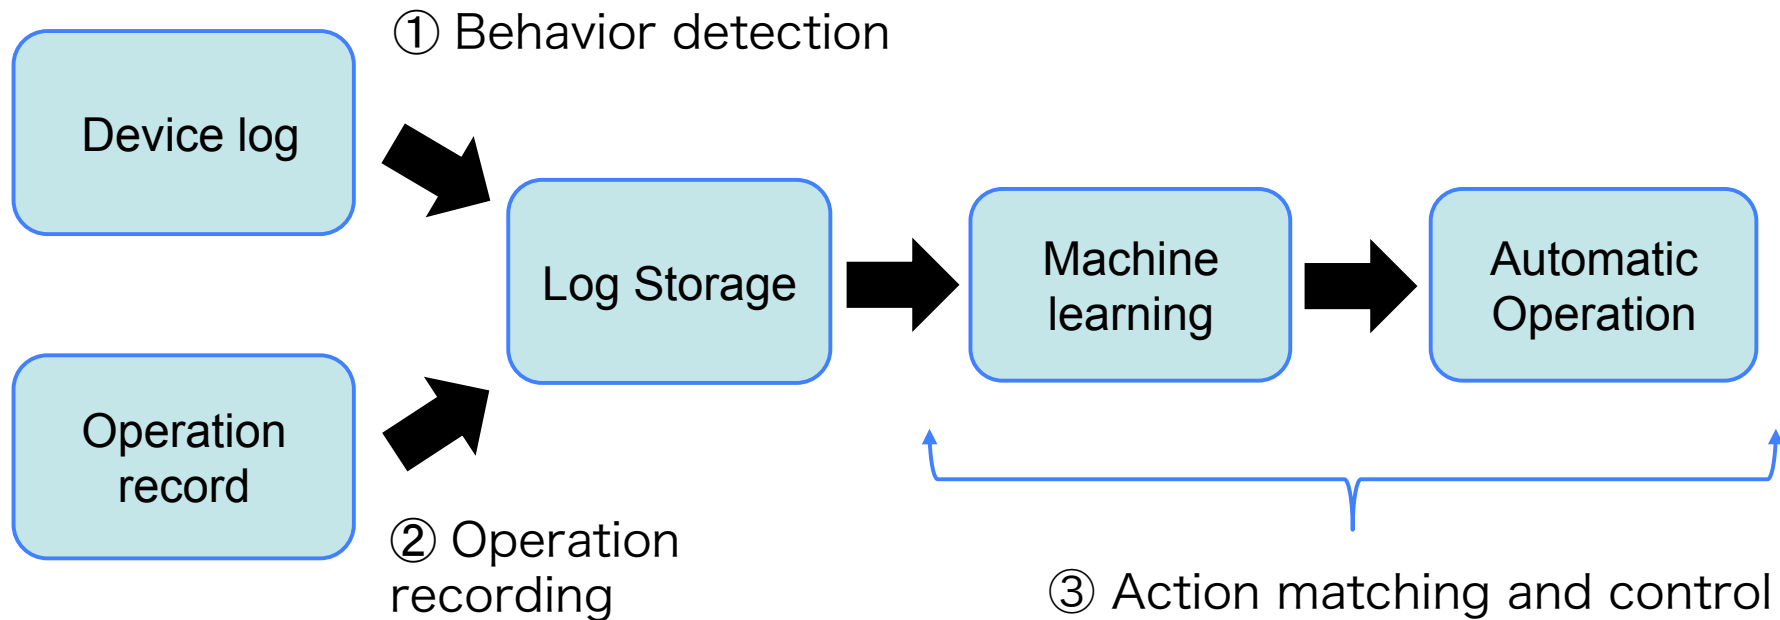 ① Behavior detection
Device log
Log Storage
Machine
learning
Automatic
Operation
Operation
record
② Operation
recording
③ Action matching and control